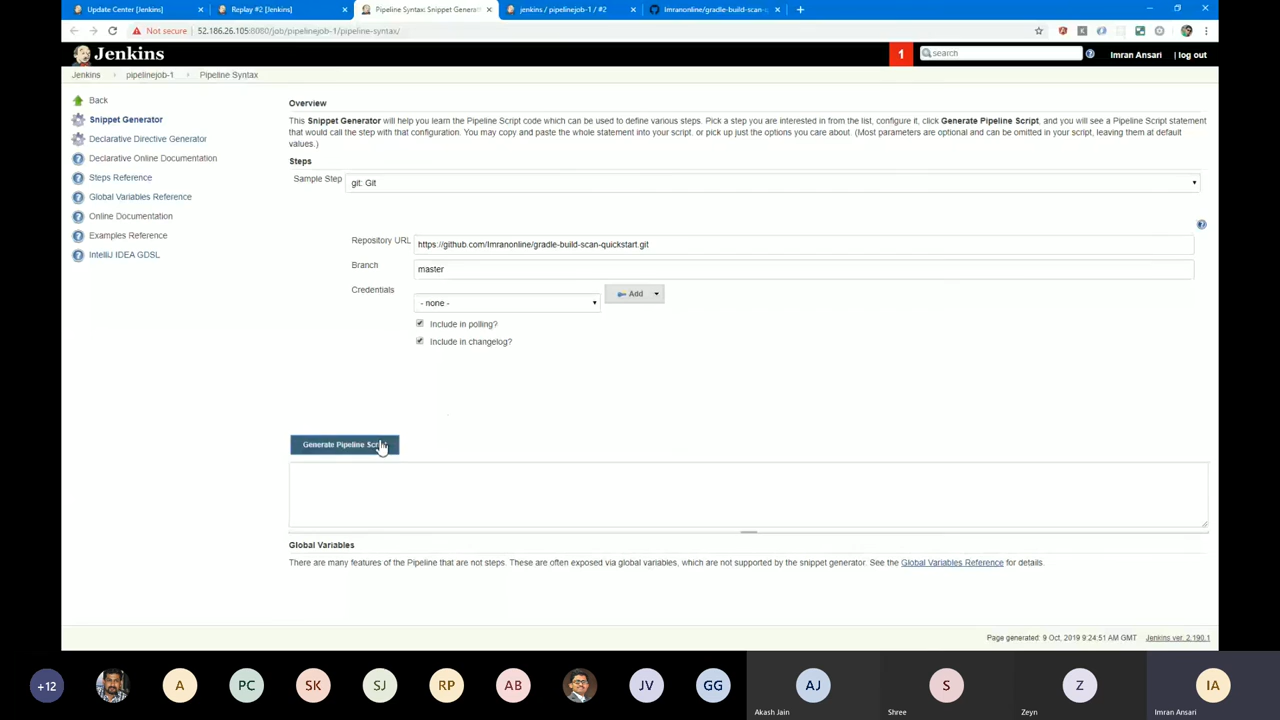 Update Center [Jenkins]
Replay #2 [Jenkins]
Pipeline Syntax: Snippet Generat
jenkins / pipelinejob-1 / #2
Imranonline/gradle-build-scan-q
Not secure
52.186.26.105:8080/job/pipelinejob-1/pipeline-syntax/
Jenkins
1
search
Imran Ansari
| log out
Jenkins
pipelinejob-1
Pipeline Syntax
Back
Snippet Generator
Declarative Directive Generator
Declarative Online Documentation
Steps Reference
Global Variables Reference
Online Documentation
Examples Reference
IntelliJ IDEA GDSL
Overview
This Snippet Generator will help you learn the Pipeline Script code which can be used to define various steps. Pick a step you are interested in from the list, configure it, click Generate Pipeline Script, and you will see a Pipeline Script statement
that would call the step with that configuration. You may copy and paste the whole statement into your script, or pick up just the options you care about. (Most parameters are optional and can be omitted in your script, leaving them at default
values.)
Steps
Sample Step
git: Git
Repository URL
https://github.com/Imranonline/gradle-build-scan-quickstart.git
Branch
master
Credentials
- none -
Add
Include in polling?
Include in changelog?
Generate Pipeline
Global Variables
There are many features of the Pipeline that are not steps. These are often exposed via global variables, which are not supported by the snippet generator. See the Global Variables Reference for details.
Page generated: 9 Oct, 2019 9:24:51 AM GMT
Jenkins ver. 2.190.1
+12
A
PC
SK
SJ
RP
AB
JV
GG
AJ
Akash Jain
S
Shree
Z
Zeyn
IA
Imran Ansari